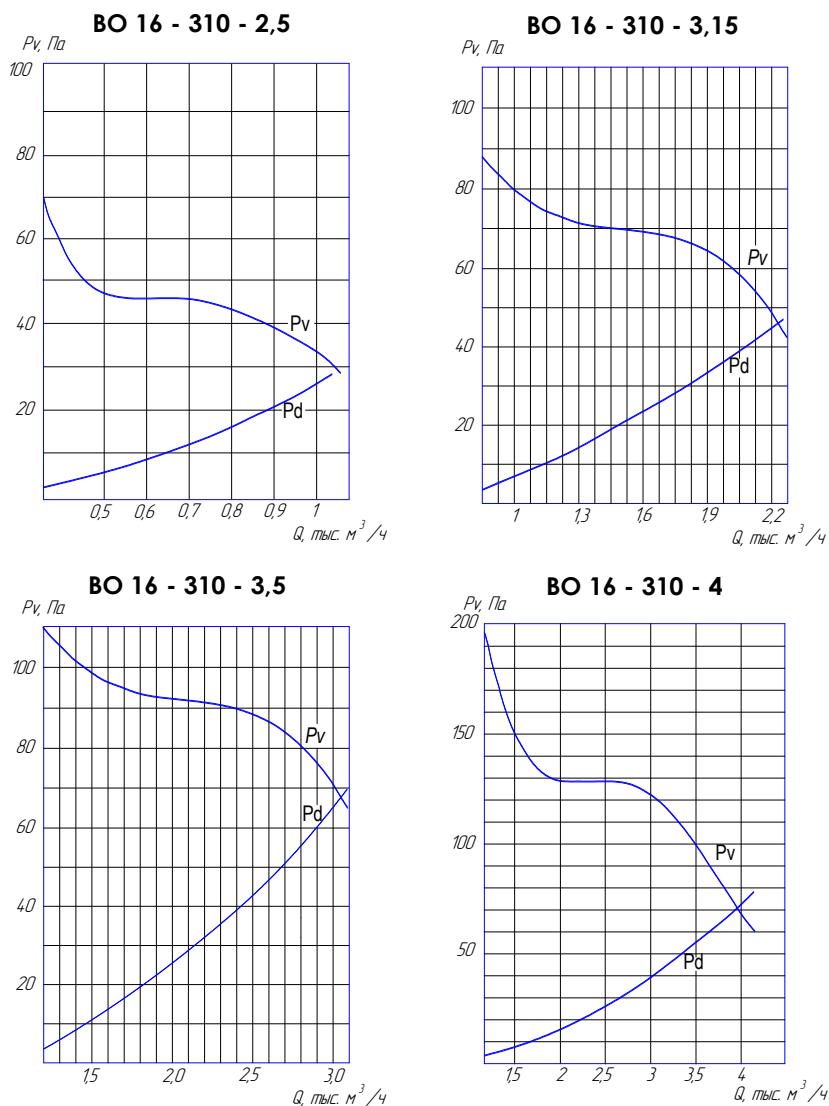 ВО 16 - 310 - 2,5
Pv, Па
100
80
60
40
20
Pv
Pd
0,5 0,6 0,7 0,8 0,9 1
Q, тыс. м³/ч
ВО 16 - 310 - 3,15
Pv, Па
100
80
60
40
20
Pv
Pd
1 1,3 1,6 1,9 2,2
Q, тыс. м³/ч
ВО 16 - 310 - 3,5
Pv, Па
100
80
60
40
20
Pv
Pd
1,5 2,0 2,5 3,0
Q, тыс. м³/ч
ВО 16 - 310 - 4
Pv, Па
200
150
100
50
Pv
Pd
1,5 2 2,5 3 3,5 4
Q, тыс. м³/ч